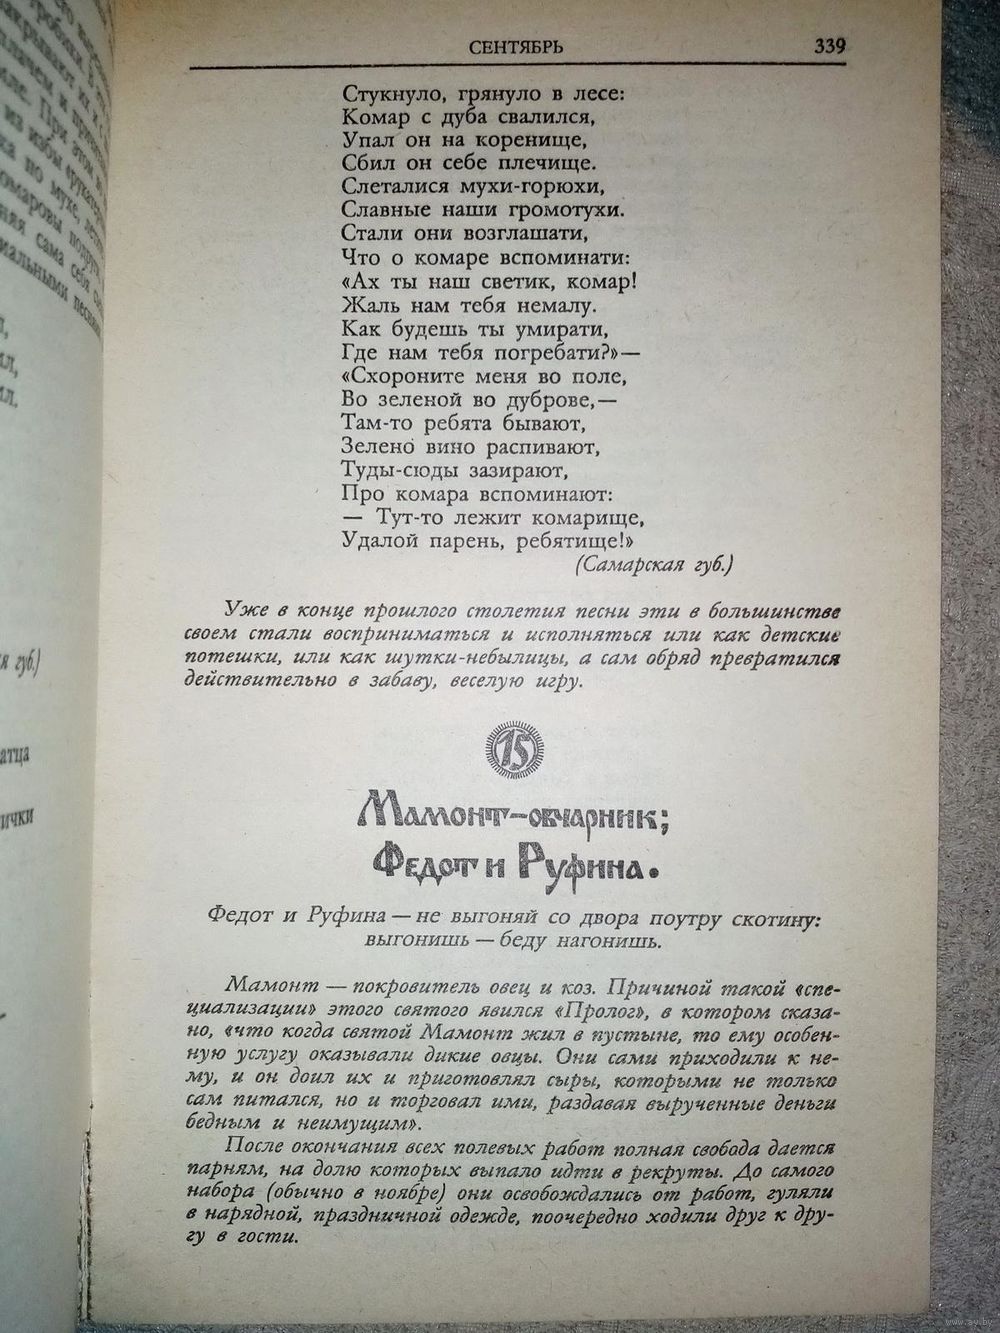 СЕНТЯБРЬ 339
Стукнуло, грянуло в лесе:
Комар с дуба свалился,
Упал он на коренище,
Сбил он себе плечище.
Слеталися мухи-горюхи,
Славные наши громотухи.
Стали они возглашати,
Что о комаре вспоминати:
«Ах ты наш светик, комар!
Жаль нам тебя немалу.
Как будешь ты умирати,
Где нам тебя погребати?»—
«Схороните меня во поле,
Во зеленой во дуброве,—
Там-то ребята бывают,
Зелено́ вино распивают,
Туды-сюды зазирают,
Про комара вспоминают:
— Тут-то лежит комарище,
Удалой парень, ребятище!»
(Самарская губ.)
Уже в конце прошлого столетия песни эти в большинстве
своем стали восприниматься и исполняться или как детские
потешки, или как шутки-небылицы, а сам обряд превратился
действительно в забаву, веселую игру.
15
Мамонт-овчарник;
Федот и Руфина.
Федот и Руфина — не выгоняй со двора поутру скотину:
выгонишь — беду нагонишь.
Мамонт — покровитель овец и коз. Причиной такой «спе-
циализации» этого святого явился «Пролог», в котором сказа-
но, «что когда святой Мамонт жил в пустыне, то ему особен-
ную услугу оказывали дикие овцы. Они сами приходили к не-
му, и он доил их и приготовлял сыры, которыми не только
сам питался, но и торговал ими, раздавая вырученные деньги
бедным и неимущим».
После окончания всех полевых работ полная свобода дается
парням, на долю которых выпало идти в рекруты. До самого
набора (обычно в ноябре) они освобождались от работ, гуляли
в нарядной, праздничной одежде, поочередно ходили друг к дру-
гу в гости.
www.ay.by